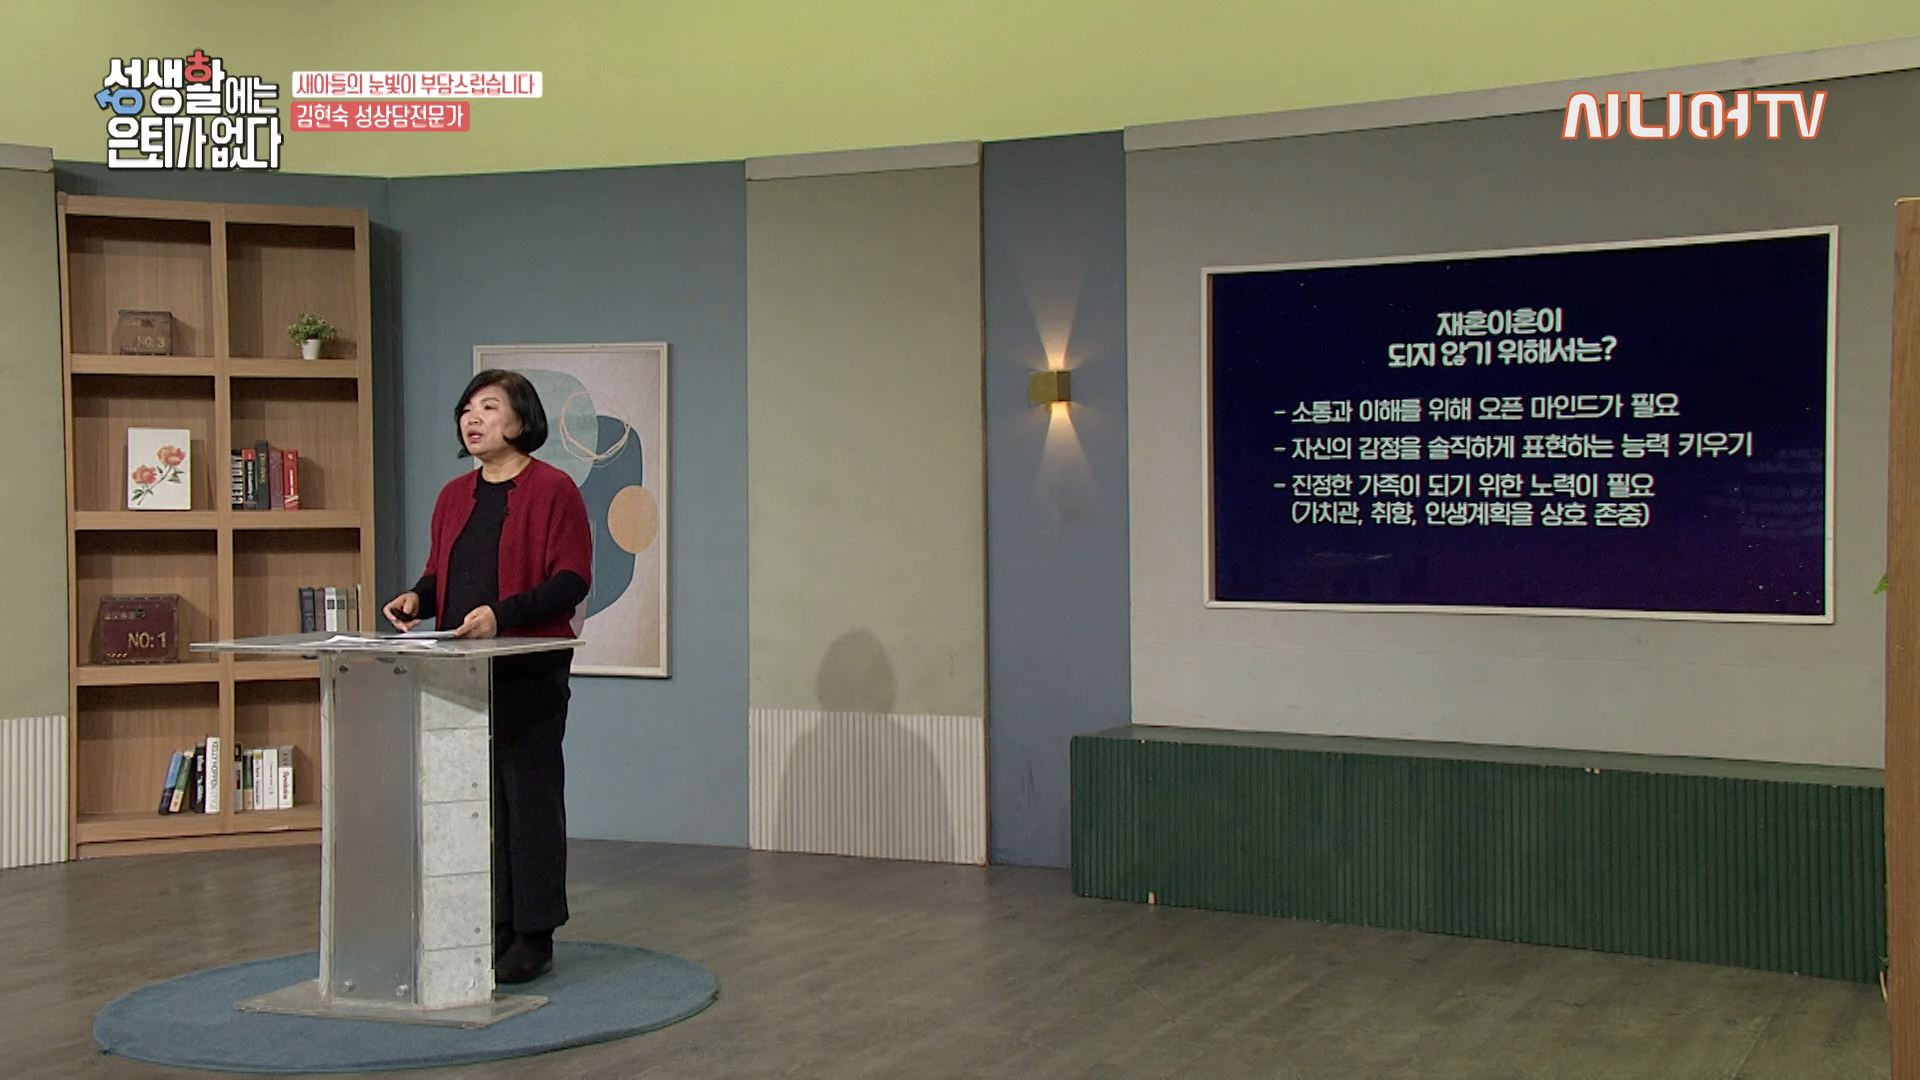 성생활에는
은퇴가 없다
새아들의 눈빛이 부담스럽습니다
김현숙 성상담전문가
시니어TV
재혼이혼이
되지 않기 위해서는?
- 소통과 이해를 위해 오픈 마인드가 필요
- 자신의 감정을 솔직하게 표현하는 능력 키우기
- 진정한 가족이 되기 위한 노력이 필요
(가치관, 취향, 인생계획을 상호 존중)
NO: 1